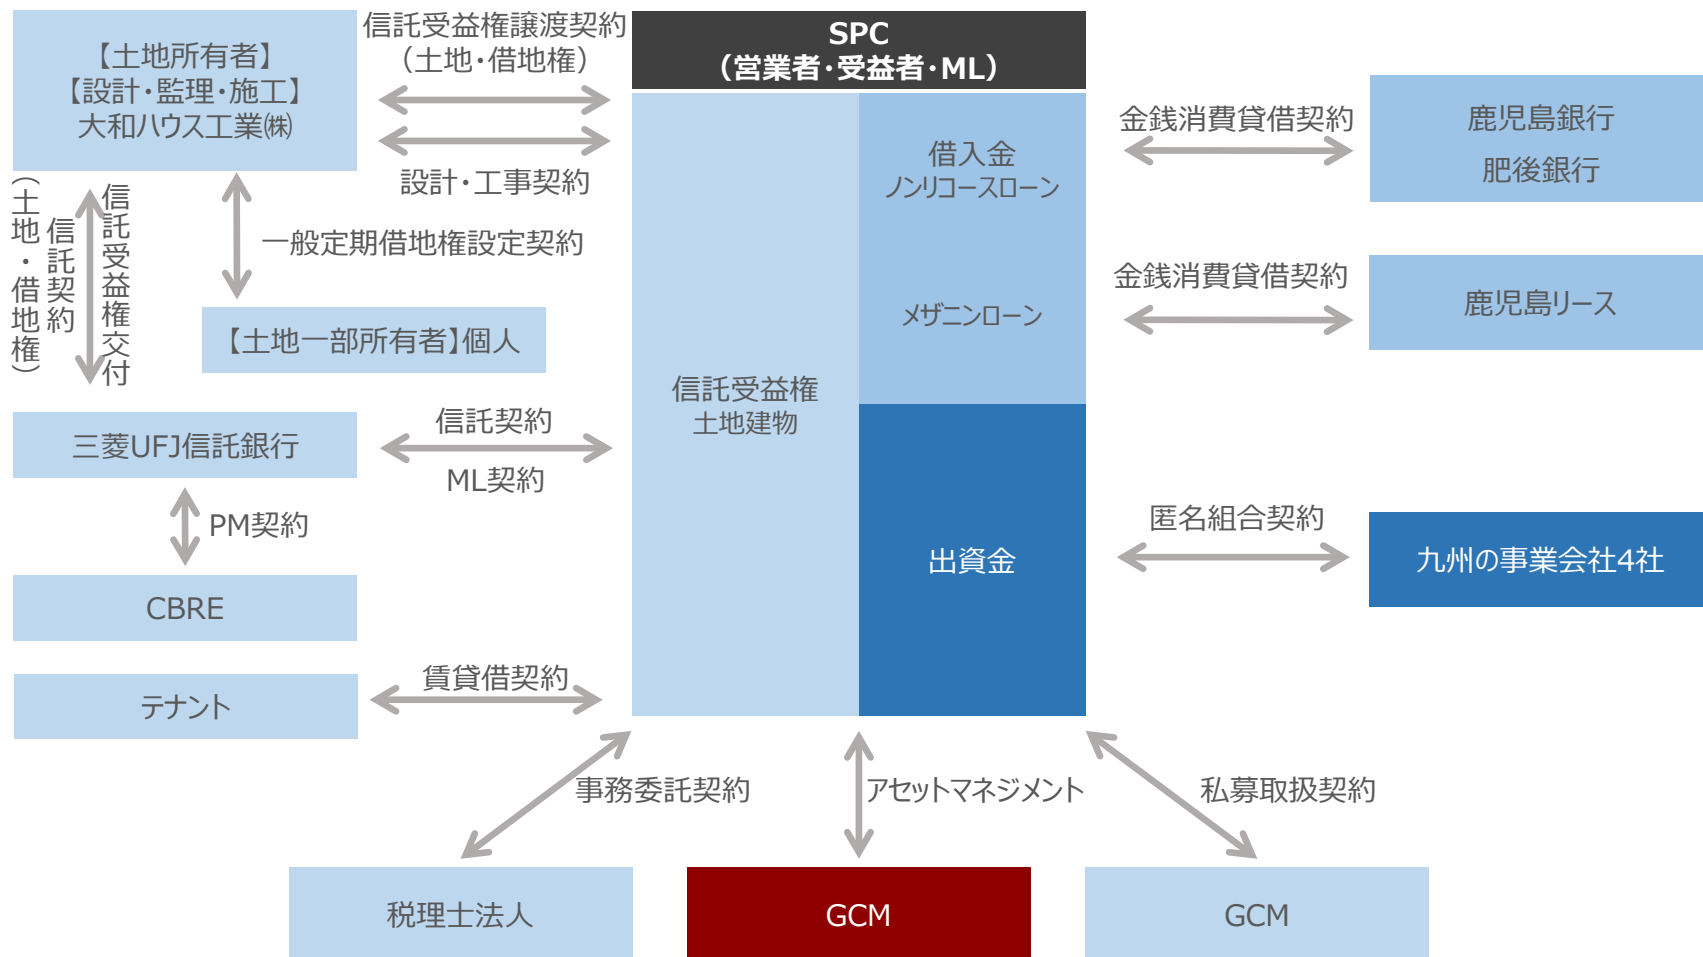 【土地所有者】
【設計・監理・施工】
大和ハウス工業㈱
信託受益権譲渡契約
（土地・借地権）
設計・工事契約
SPC
（営業者・受益者・ML）
信託受益権
土地建物
借入金
ノンリコースローン
メザニンローン
出資金
金銭消費貸借契約
鹿児島銀行
肥後銀行
金銭消費貸借契約
鹿児島リース
匿名組合契約
九州の事業会社4社
信託受益権交付
信託契約
（土地・借地権）
一般定期借地権設定契約
【土地一部所有者】個人
三菱UFJ信託銀行
信託契約
ML契約
PM契約
CBRE
テナント
賃貸借契約
事務委託契約
アセットマネジメント
私募取扱契約
税理士法人
GCM
GCM